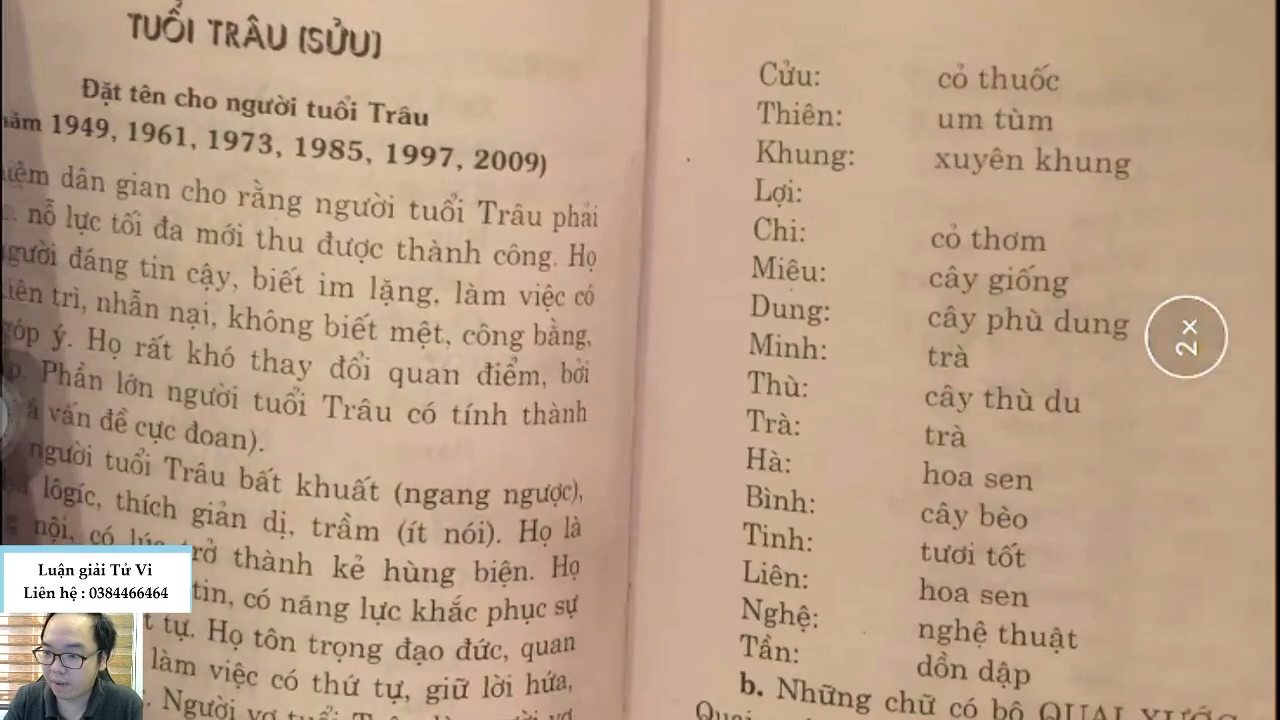 TUỔI TRÂU (SỬU)
Đặt tên cho người tuổi Trâu
năm 1949, 1961, 1973, 1985, 1997, 2009)
dân gian cho rằng người tuổi Trâu phải
nỗ lực tối đa mới thu được thành công. Họ
người đáng tin cậy, biết im lặng, làm việc có
trì, nhẫn nại, không biết mệt, công bằng,
góp ý. Họ rất khó thay đổi quan điểm, bởi
Phần lớn người tuổi Trâu có tính thành
vấn đề cực đoan).
người tuổi Trâu bất khuất (ngang ngược),
lôgíc, thích giản dị, trầm (ít nói). Họ là
nội, có lúc trở thành kẻ hùng biện. Họ
tin, có năng lực khắc phục sự
tự. Họ tôn trọng đạo đức, quan
làm việc có thứ tự, giữ lời hứa,
Người vợ tuổi
Cửu: cỏ thuốc
Thiên: um tùm
Khung: xuyên khung
Lợi:
Chi: cỏ thơm
Miêu: cây giống
Dung: cây phù dung
Minh: trà
Thù: cây thù du
Trà: trà
Hà: hoa sen
Bình: cây bèo
Tinh: tươi tốt
Liên: hoa sen
Nghệ: nghệ thuật
Tần: dồn dập
b. Những chữ có bộ QUAI XƯỚC
2×
Luận giải Tử Vi
Liên hệ : 0384466464